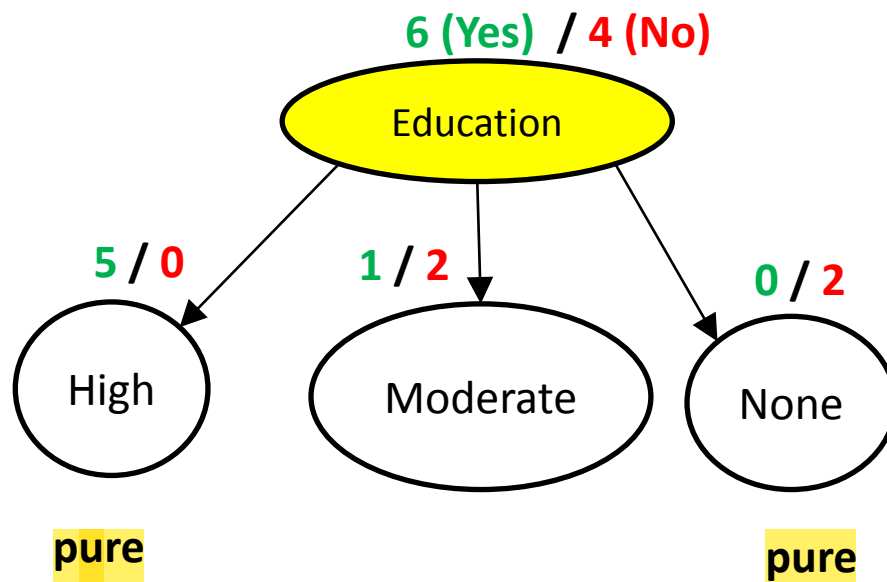 6 (Yes) / 4 (No)
Education
5 / 0
1 / 2
0 / 2
High
Moderate
None
pure
pure